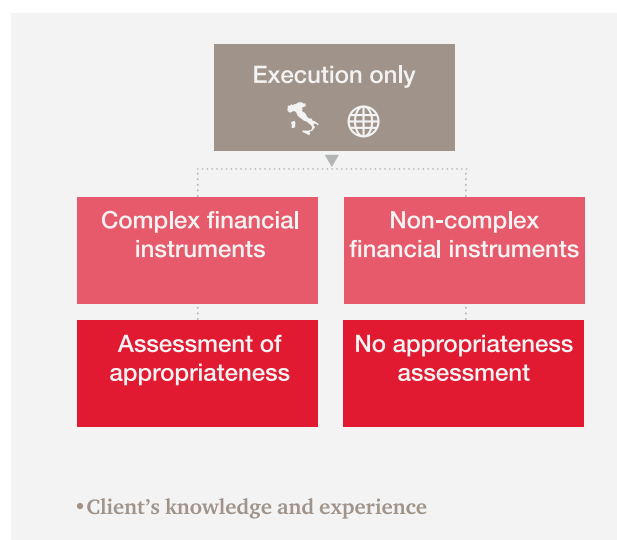 Execution only
Complex financial
instruments
Non-complex
financial instruments
Assessment of
appropriateness
No appropriateness
assessment
• Client’s knowledge and experience